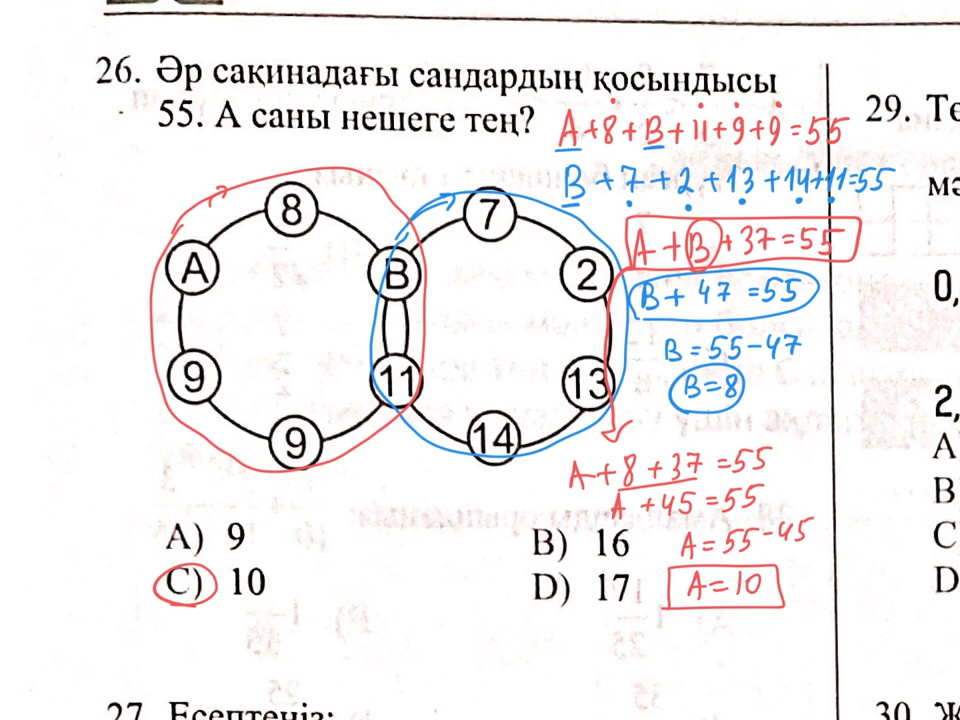 26. Әр сақинадағы сандардың қосындысы
55. А саны нешеге тең?
A+8+B+11+9+9=55
B+7+2+13+14+11=55
A+B+37=55
B+47=55
B=55-47
B=8
8
7
A
B
2
9
11
13
9
14
A+8+37=55
A+45=55
A=55-45
A=10
A) 9
B) 16
C) 10
D) 17
27. Есептеңіз:
29. Те
мә
0,
2,
A
B
C
D
30. Ж